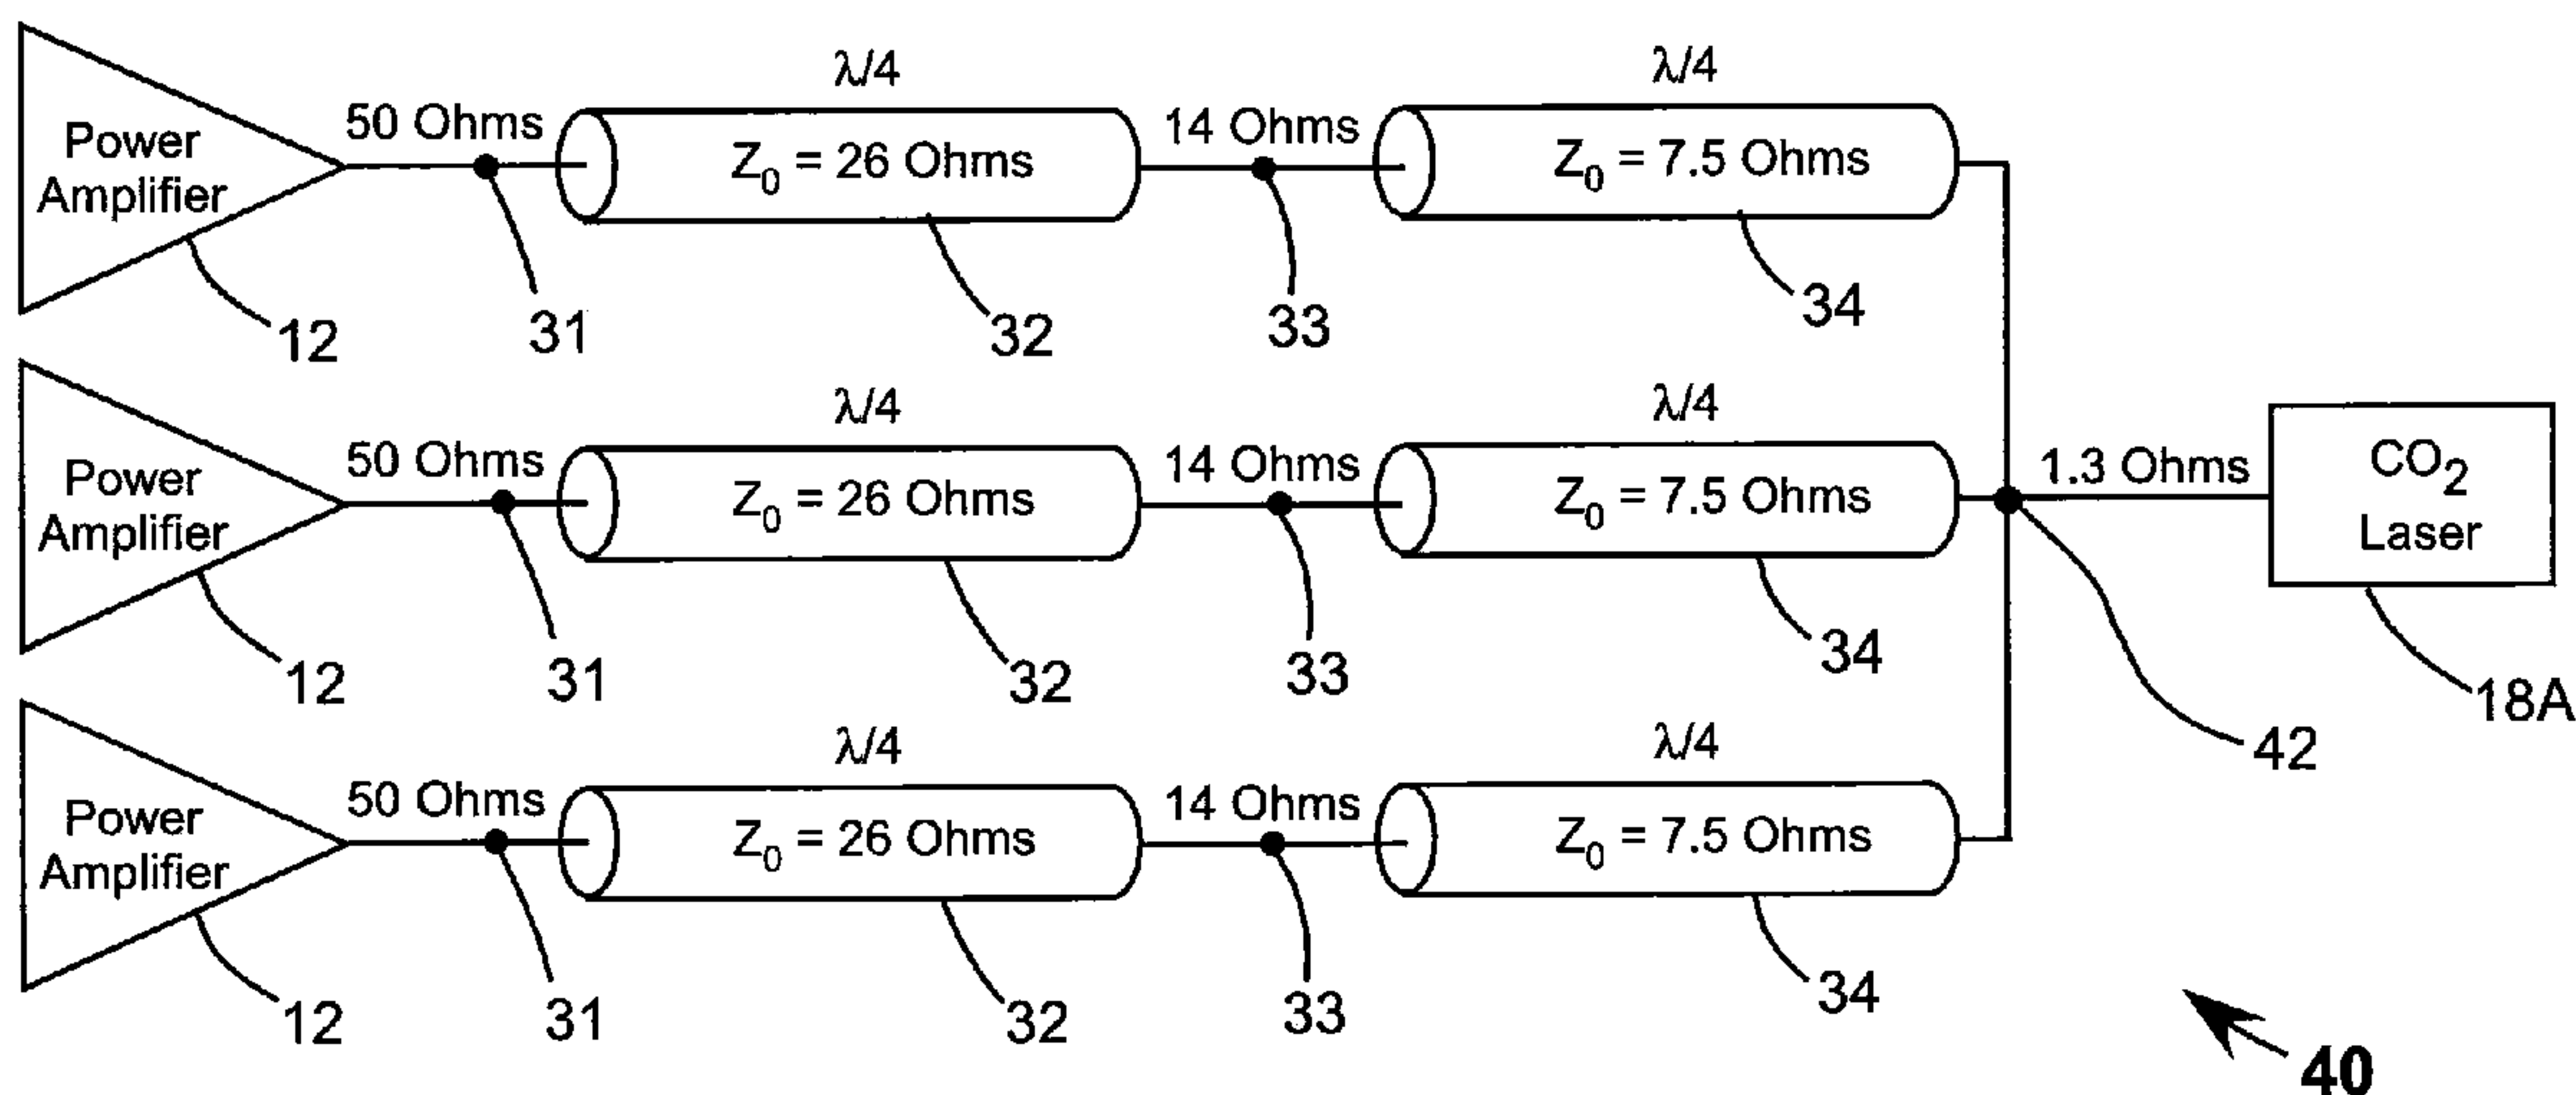 λ/4 λ/4
50 Ohms 14 Ohms
Power
Amplifier
Z0 = 26 Ohms Z0 = 7.5 Ohms
12 31 32 33 34
λ/4 λ/4
50 Ohms 14 Ohms 1.3 Ohms
Power
Amplifier
Z0 = 26 Ohms Z0 = 7.5 Ohms
CO2
Laser
12 31 32 33 34 18A
42
λ/4 λ/4
50 Ohms 14 Ohms
Power
Amplifier
Z0 = 26 Ohms Z0 = 7.5 Ohms
12 31 32 33 34
40